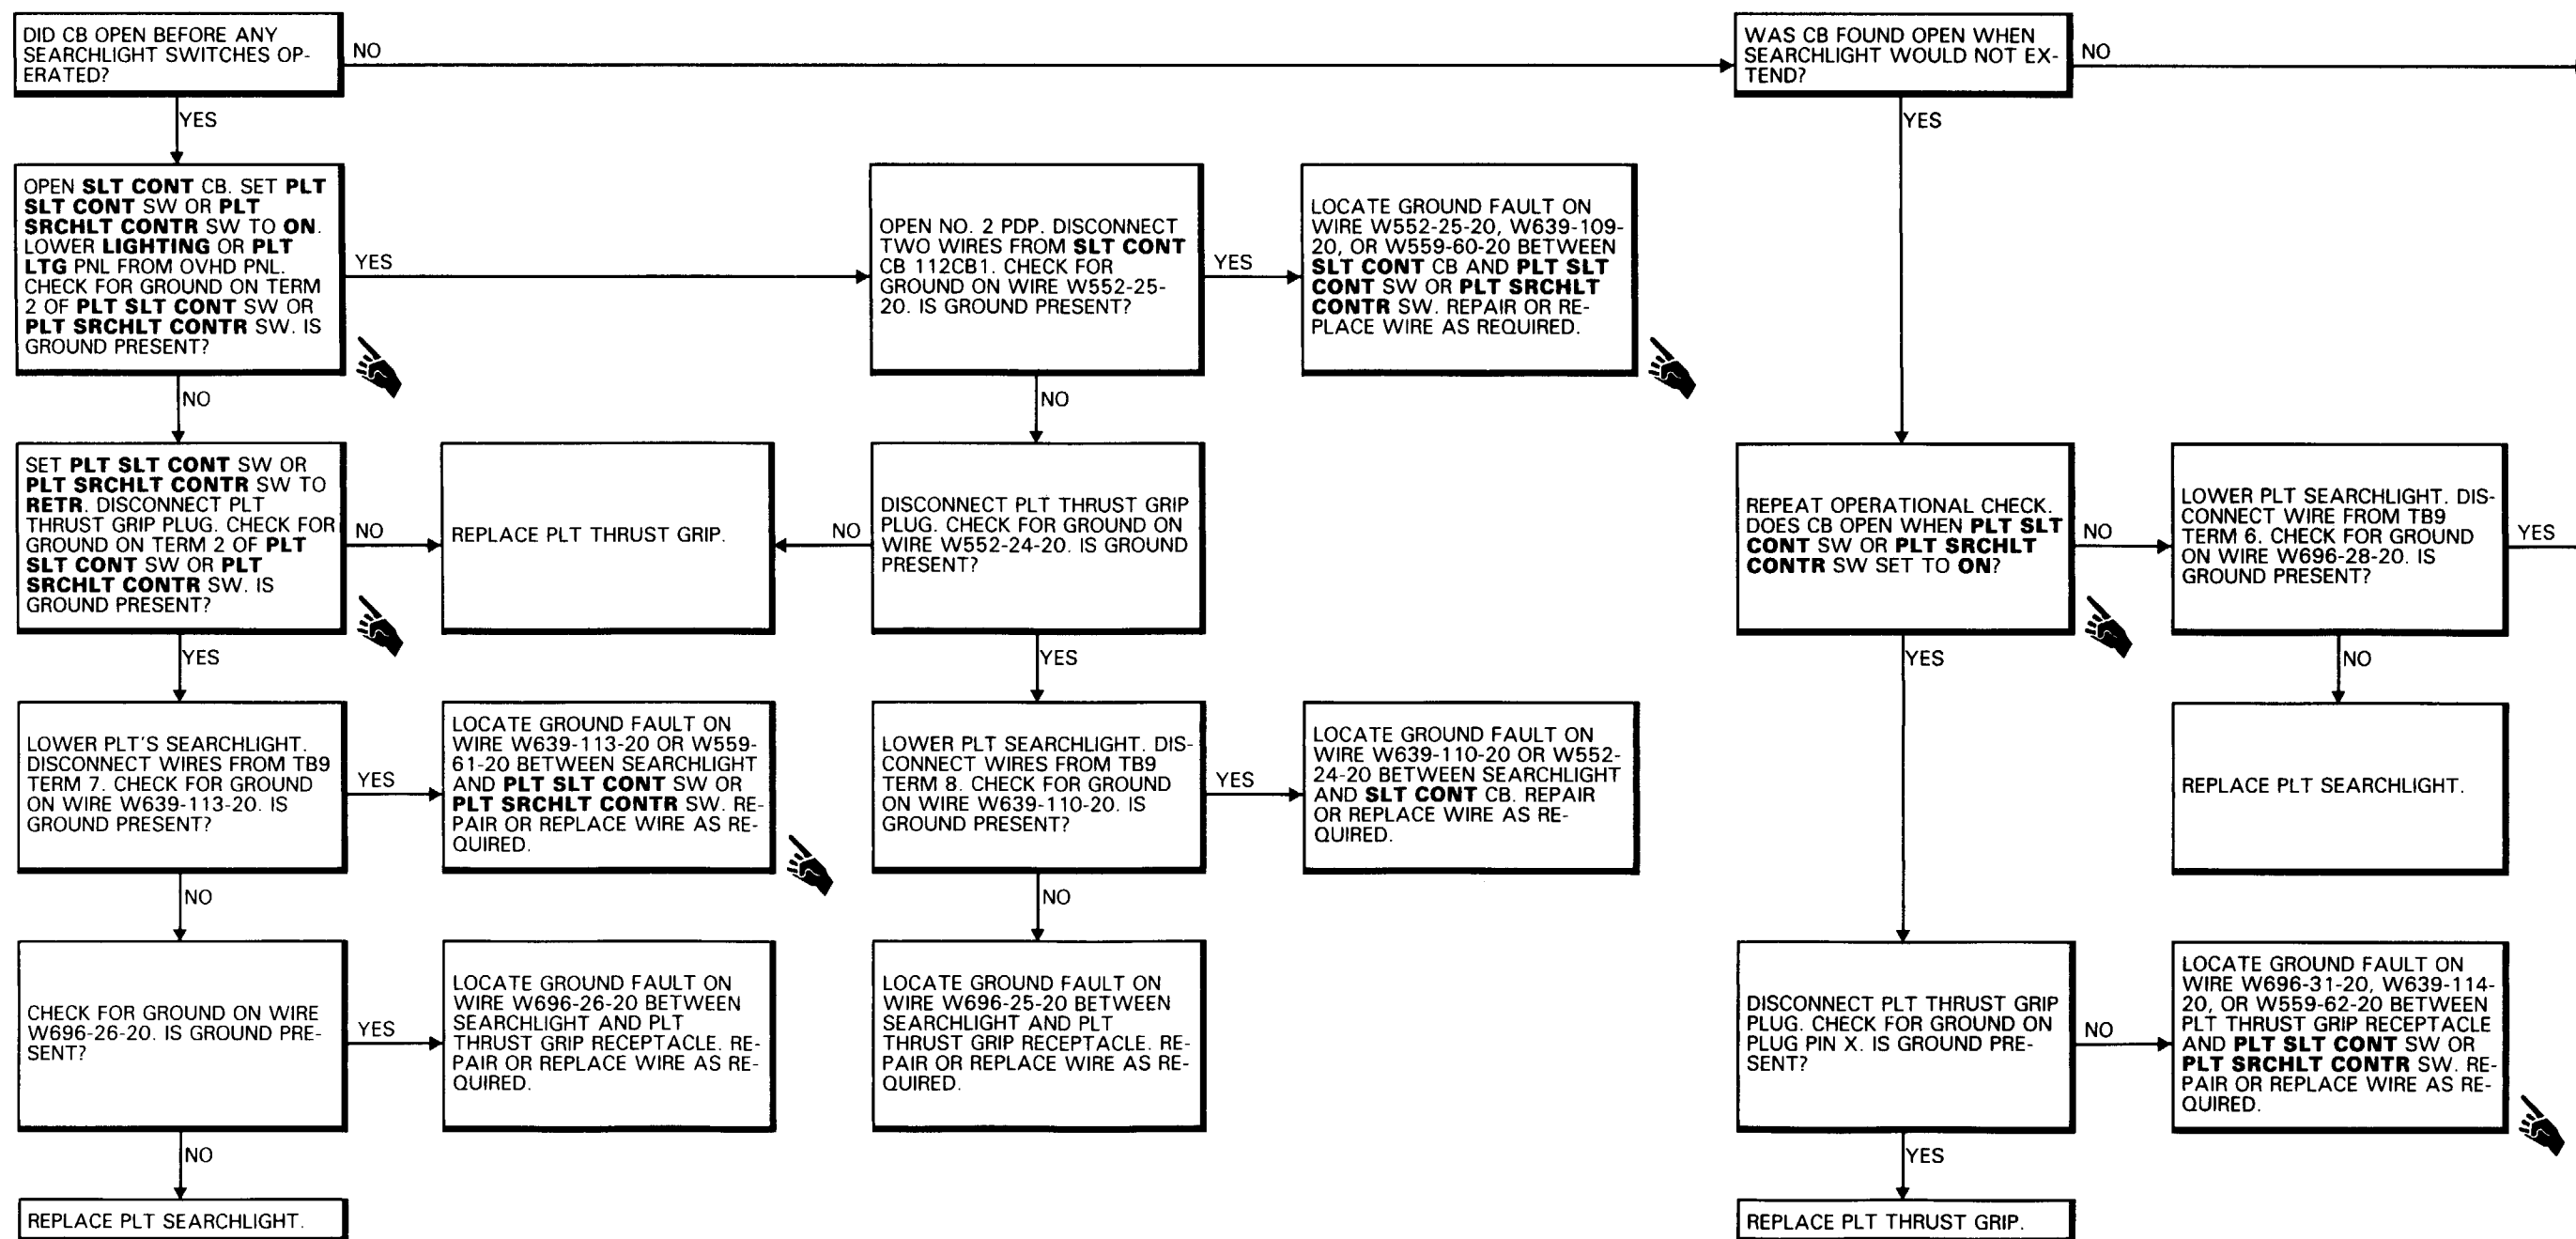 DID CB OPEN BEFORE ANY
SEARCHLIGHT SWITCHES OP-
ERATED?
NO
WAS CB FOUND OPEN WHEN
SEARCHLIGHT WOULD NOT EX-
TEND?
NO
YES
YES
OPEN SLT CONT CB. SET PLT
SLT CONT SW OR PLT
SRCHLT CONTR SW TO ON.
LOWER LIGHTING OR PLT
LTG PNL FROM OVHD PNL.
CHECK FOR GROUND ON TERM
2 OF PLT SLT CONT SW OR
PLT SRCHLT CONTR SW. IS
GROUND PRESENT?
YES
OPEN NO. 2 PDP. DISCONNECT
TWO WIRES FROM SLT CONT
CB 112CB1. CHECK FOR
GROUND ON WIRE W552-25-
20. IS GROUND PRESENT?
YES
LOCATE GROUND FAULT ON
WIRE W552-25-20, W639-109-
20, OR W559-60-20 BETWEEN
SLT CONT CB AND PLT SLT
CONT SW OR PLT SRCHLT
CONTR SW. REPAIR OR RE-
PLACE WIRE AS REQUIRED.
NO
NO
SET PLT SLT CONT SW OR
PLT SRCHLT CONTR SW TO
RETR. DISCONNECT PLT
THRUST GRIP PLUG. CHECK FOR
GROUND ON TERM 2 OF PLT
SLT CONT SW OR PLT
SRCHLT CONTR SW. IS
GROUND PRESENT?
NO
REPLACE PLT THRUST GRIP.
NO
DISCONNECT PLT THRUST GRIP
PLUG. CHECK FOR GROUND ON
WIRE W552-24-20. IS GROUND
PRESENT?
REPEAT OPERATIONAL CHECK.
DOES CB OPEN WHEN PLT SLT
CONT SW OR PLT SRCHLT
CONTR SW SET TO ON?
NO
LOWER PLT SEARCHLIGHT. DIS-
CONNECT WIRE FROM TB9
TERM 6. CHECK FOR GROUND
ON WIRE W696-28-20. IS
GROUND PRESENT?
YES
YES
YES
YES
NO
LOWER PLT'S SEARCHLIGHT.
DISCONNECT WIRES FROM TB9
TERM 7. CHECK FOR GROUND
ON WIRE W639-113-20. IS
GROUND PRESENT?
YES
LOCATE GROUND FAULT ON
WIRE W639-113-20 OR W559-
61-20 BETWEEN SEARCHLIGHT
AND PLT SLT CONT SW OR
PLT SRCHLT CONTR SW. RE-
PAIR OR REPLACE WIRE AS RE-
QUIRED.
LOWER PLT SEARCHLIGHT. DIS-
CONNECT WIRES FROM TB9
TERM 8. CHECK FOR GROUND
ON WIRE W639-110-20. IS
GROUND PRESENT?
YES
LOCATE GROUND FAULT ON
WIRE W639-110-20 OR W552-
24-20 BETWEEN SEARCHLIGHT
AND SLT CONT CB. REPAIR
OR REPLACE WIRE AS RE-
QUIRED.
REPLACE PLT SEARCHLIGHT.
NO
NO
CHECK FOR GROUND ON WIRE
W696-26-20. IS GROUND PRE-
SENT?
YES
LOCATE GROUND FAULT ON
WIRE W696-26-20 BETWEEN
SEARCHLIGHT AND PLT
THRUST GRIP RECEPTACLE. RE-
PAIR OR REPLACE WIRE AS RE-
QUIRED.
LOCATE GROUND FAULT ON
WIRE W696-25-20 BETWEEN
SEARCHLIGHT AND PLT
THRUST GRIP RECEPTACLE. RE-
PAIR OR REPLACE WIRE AS RE-
QUIRED.
DISCONNECT PLT THRUST GRIP
PLUG. CHECK FOR GROUND ON
PLUG PIN X. IS GROUND PRE-
SENT?
NO
LOCATE GROUND FAULT ON
WIRE W696-31-20, W639-114-
20, OR W559-62-20 BETWEEN
PLT THRUST GRIP RECEPTACLE
AND PLT SLT CONT SW OR
PLT SRCHLT CONTR SW. RE-
PAIR OR REPLACE WIRE AS RE-
QUIRED.
NO
YES
REPLACE PLT SEARCHLIGHT.
REPLACE PLT THRUST GRIP.